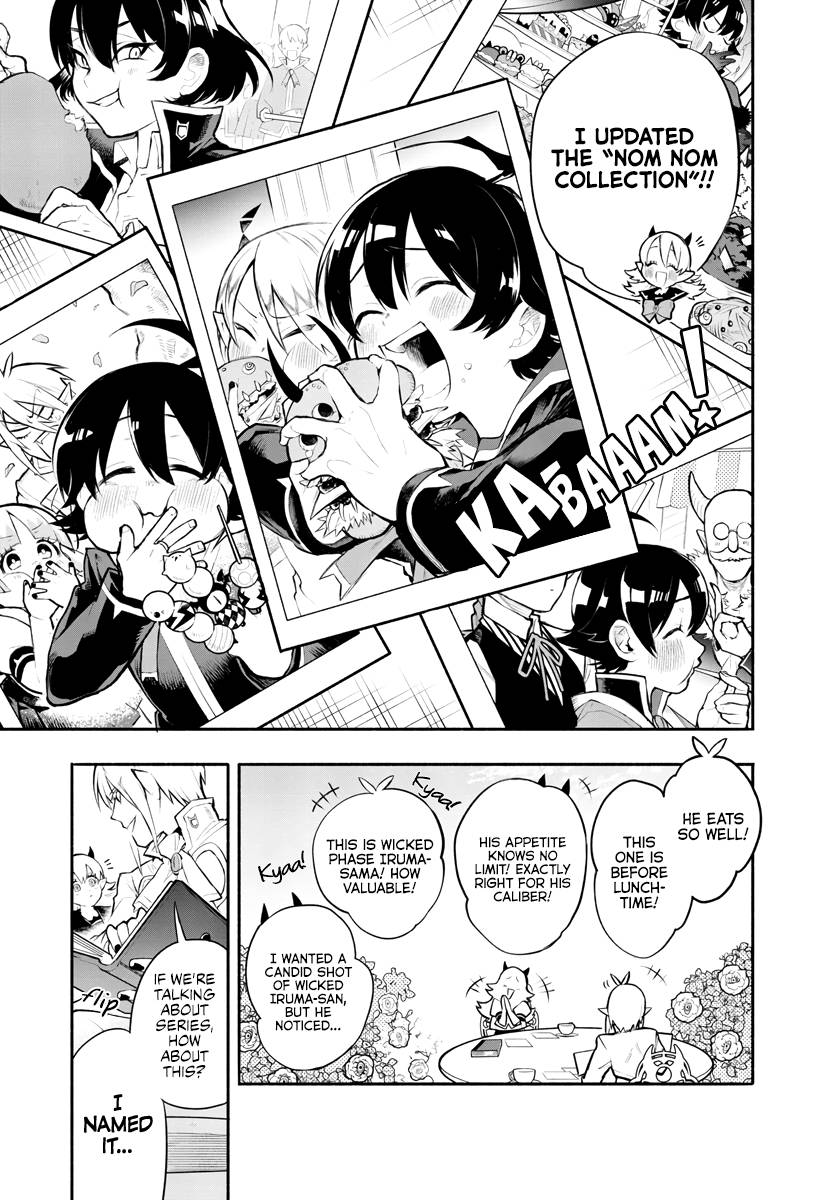 I UPDATED
THE "NOM NOM
COLLECTION"!!
KA-
BAAAM!
HE EATS
SO WELL!
THIS
ONE IS
BEFORE
LUNCH-
TIME!
HIS APPETITE
KNOWS NO
LIMIT! EXACTLY
RIGHT FOR HIS
CALIBER!
Kyaa!
THIS IS WICKED
PHASE IRUMA-
SAMA! HOW
VALUABLE!
Kyaa!
I WANTED A
CANDID SHOT
OF WICKED
IRUMA-SAN,
BUT HE
NOTICED...
flip
IF WE'RE
TALKING
ABOUT
SERIES,
HOW
ABOUT
THIS?
I
NAMED
IT...